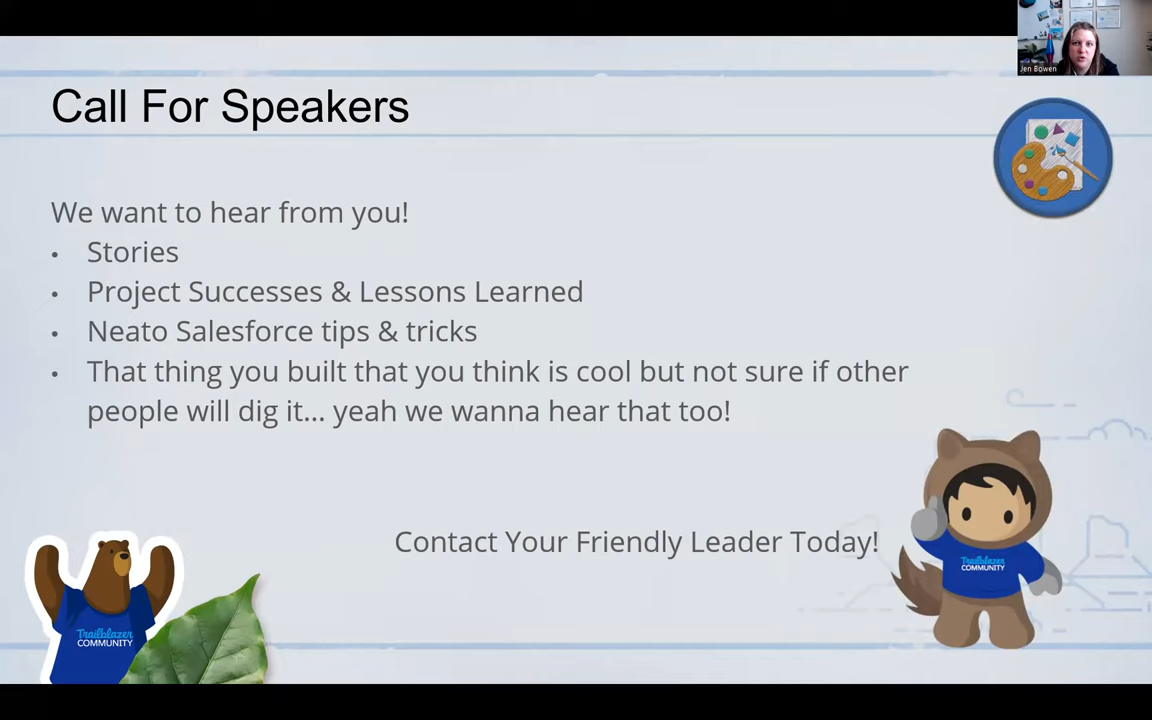 Jen Bowen
Call For Speakers
We want to hear from you!
• Stories
• Project Successes & Lessons Learned
• Neato Salesforce tips & tricks
• That thing you built that you think is cool but not sure if other
people will dig it... yeah we wanna hear that too!
Contact Your Friendly Leader Today!
Trailblazer
COMMUNITY
Trailblazer
COMMUNITY